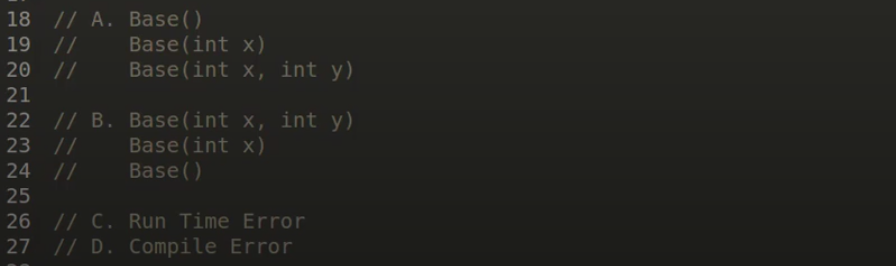 18 // A. Base()
19 //    Base(int x)
20 //    Base(int x, int y)
21
22 // B. Base(int x, int y)
23 //    Base(int x)
24 //    Base()
25
26 // C. Run Time Error
27 // D. Compile Error